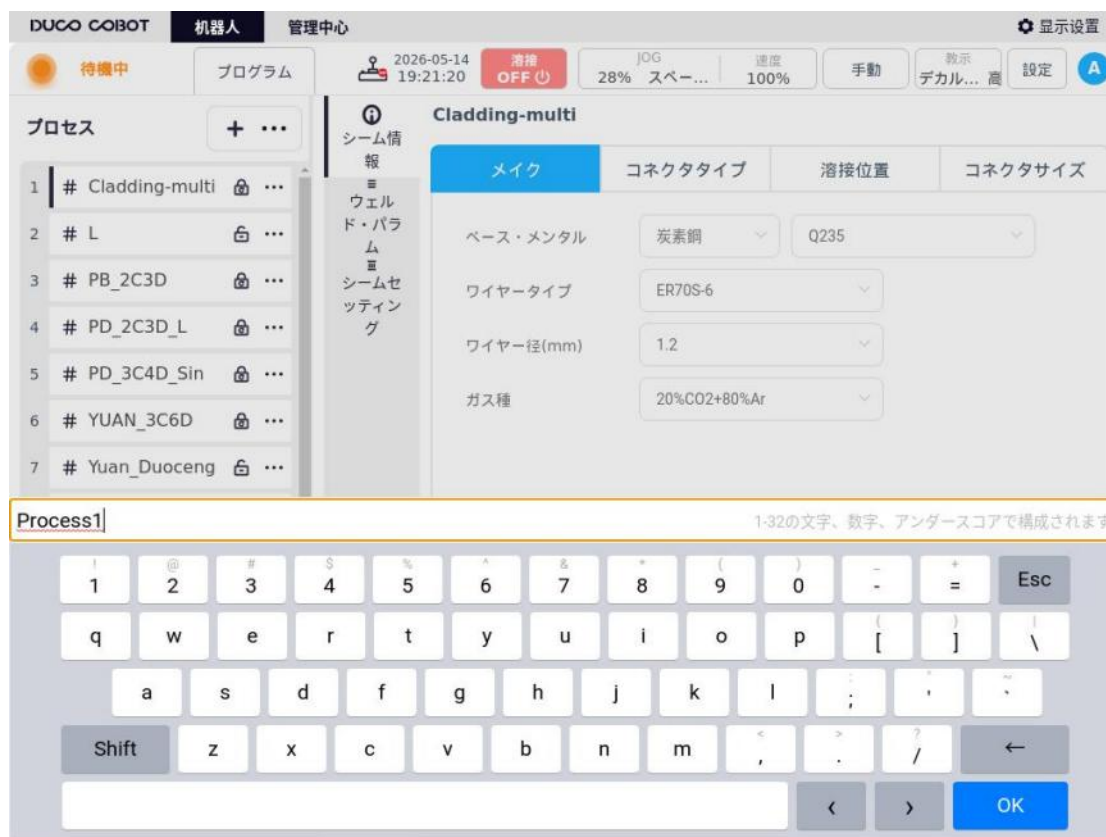 DUCO COBOT 机器人 管理中心 显示设置
待機中 プログラム 2026-05-14 19:21:20 溶接 OFF JOG 28% スペー... 速度 100% 手動 教示 デカル... 高 設定 A
プロセス + ...
1 # Cladding-multi ...
2 # L ...
3 # PB_2C3D ...
4 # PD_2C3D_L ...
5 # PD_3C4D_Sin ...
6 # YUAN_3C6D ...
7 # Yuan_Duoceng ...
シーム情
報
ウェル
ド・パラ
ム
シームセ
ッティン
グ
Cladding-multi
メイク コネクタタイプ 溶接位置 コネクタサイズ
ベース・メンタル 炭素鋼 Q235
ワイヤータイプ ER70S-6
ワイヤー径(mm) 1.2
ガス種 20%CO2+80%Ar
Process1 1-32の文字、数字、アンダースコアで構成されます
! @ # $ % ^ & * ( ) _ +
1 2 3 4 5 6 7 8 9 0 - = Esc
{ } |
q w e r t y u i o p [ ] \
: " ~
a s d f g h j k l ; ' `
< > ?
Shift z x c v b n m , . / ←
‹ › OK